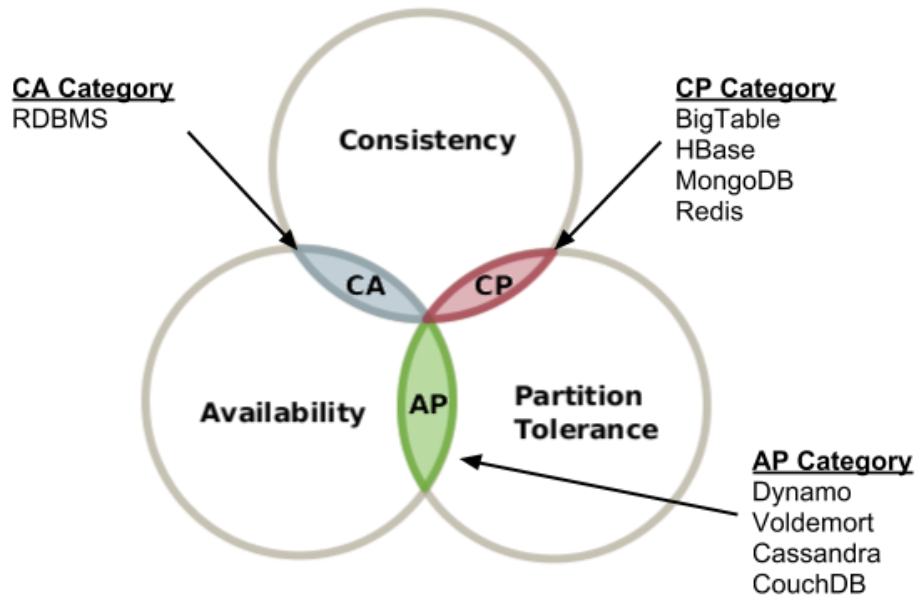 CA Category
RDBMS
CP Category
BigTable
HBase
MongoDB
Redis
Consistency
CA
CP
AP
Availability
Partition
Tolerance
AP Category
Dynamo
Voldemort
Cassandra
CouchDB